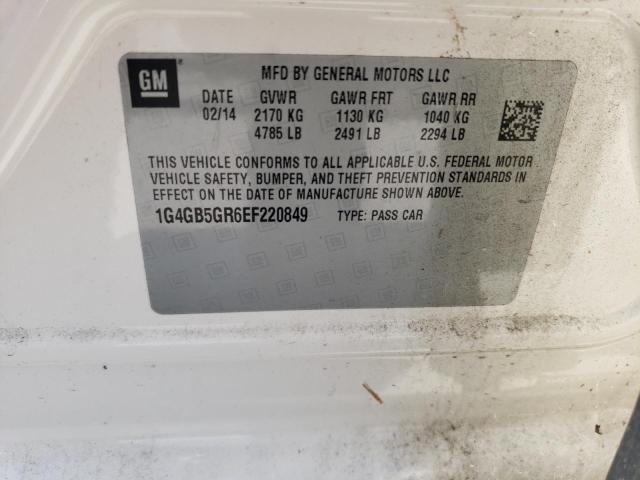 GM
MFD BY GENERAL MOTORS LLC
DATE GVWR GAWR FRT GAWR RR
02/14 2170 KG 1130 KG 1040 KG
4785 LB 2491 LB 2294 LB
THIS VEHICLE CONFORMS TO ALL APPLICABLE U.S. FEDERAL MOTOR
VEHICLE SAFETY, BUMPER, AND THEFT PREVENTION STANDARDS IN
EFFECT ON THE DATE OF MANUFACTURE SHOWN ABOVE.
1G4GB5GR6EF220849 TYPE: PASS CAR